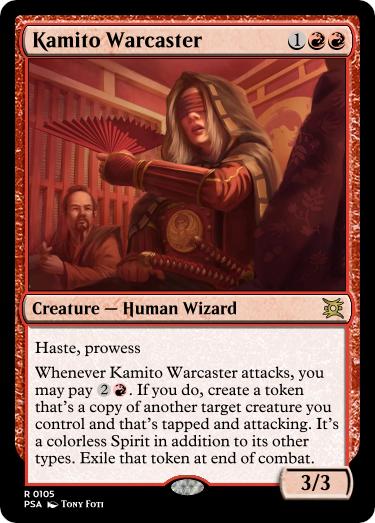 Kamito Warcaster 1
Creature — Human Wizard
Haste, prowess
Whenever Kamito Warcaster attacks, you
may pay 2 . If you do, create a token
that's a copy of another target creature you
control and that's tapped and attacking. It's
a colorless Spirit in addition to its other
types. Exile that token at end of combat.
3/3
R 0105
PSA Tony Foti